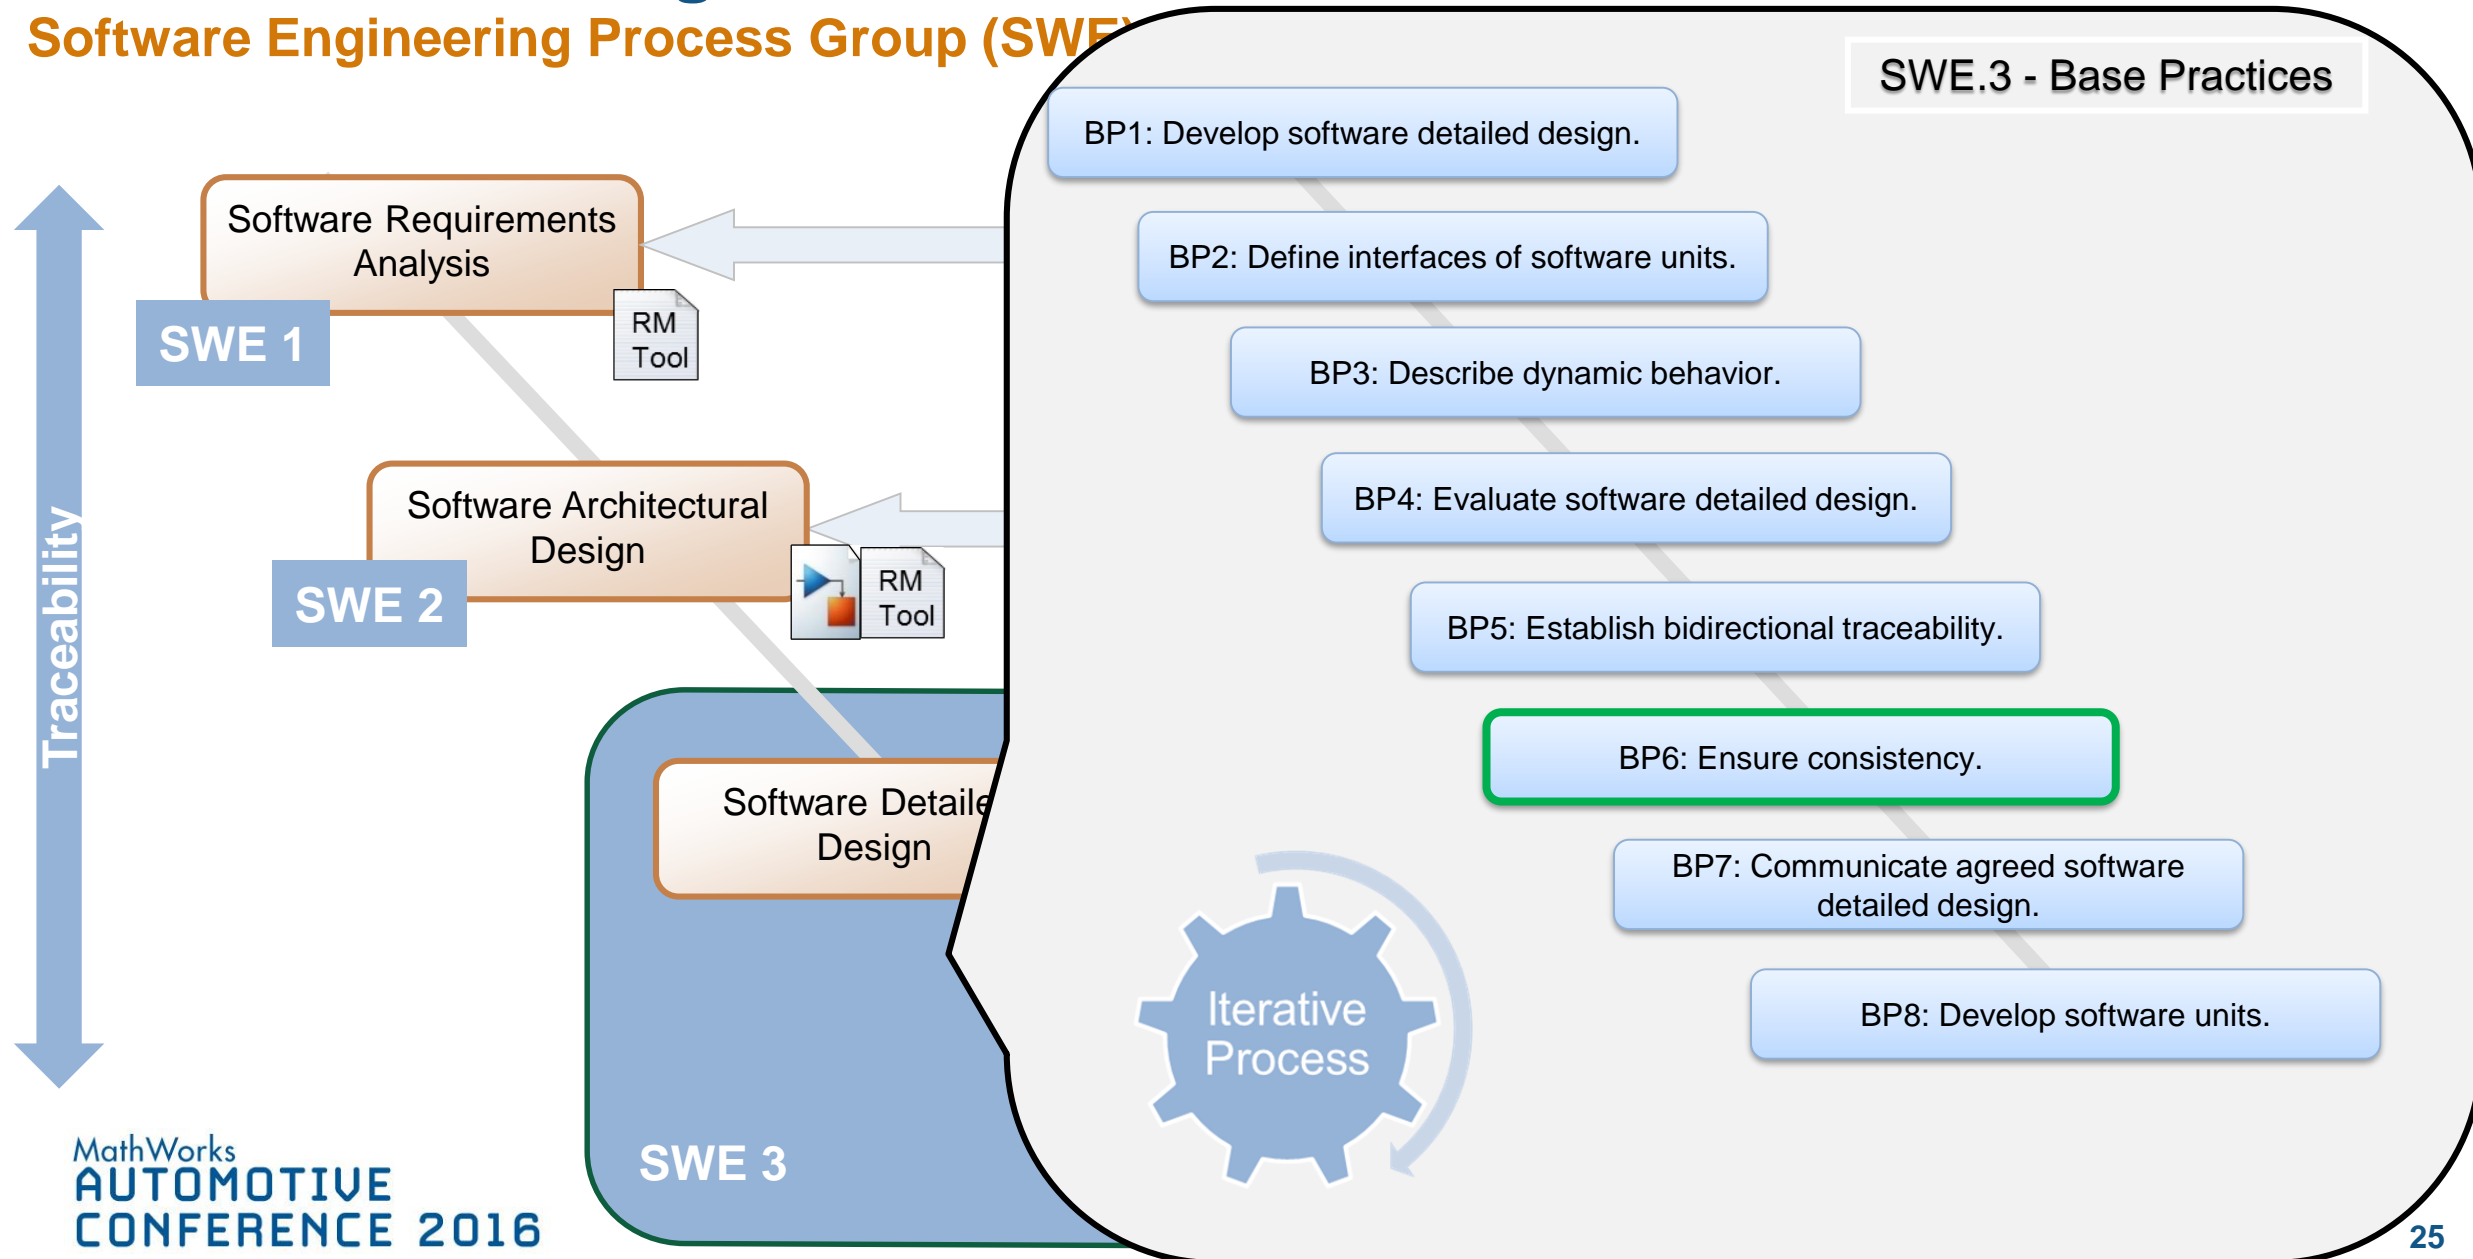 Software Engineering Process Group (SWE)
SWE.3 - Base Practices
BP1: Develop software detailed design.
BP2: Define interfaces of software units.
BP3: Describe dynamic behavior.
BP4: Evaluate software detailed design.
BP5: Establish bidirectional traceability.
BP6: Ensure consistency.
BP7: Communicate agreed software
detailed design.
BP8: Develop software units.
Iterative
Process
Traceability
Software Requirements
Analysis
SWE 1
RM
Tool
Software Architectural
Design
SWE 2
RM
Tool
Software Detaile
Design
SWE 3
MathWorks
AUTOMOTIVE
CONFERENCE 2016
25